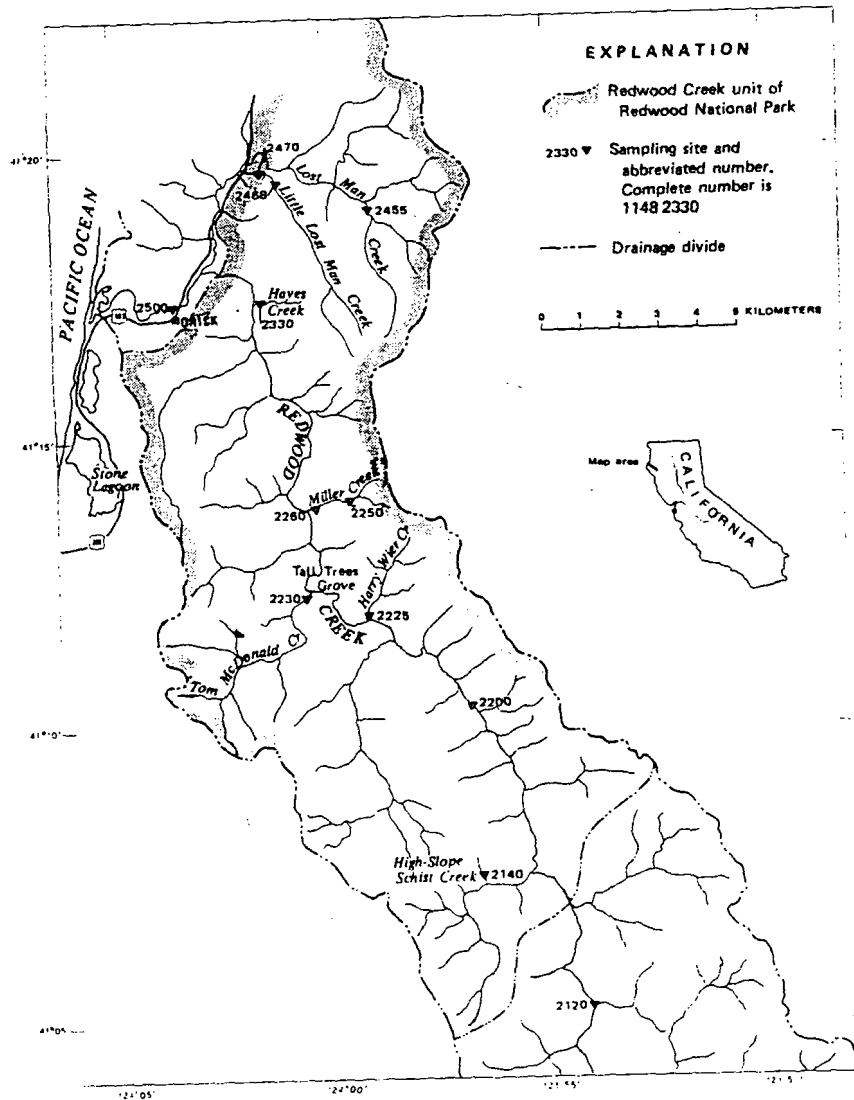 EXPLANATION
Redwood Creek unit of
Redwood National Park
2330
Sampling site and
abbreviated number.
Complete number is
1148 2330
Drainage divide
0 1 2 3 4 5 KILOMETERS
41°20'
2470
2468
Lost Man Creek
2455
Little Lost Man Creek
PACIFIC OCEAN
2500
Hayes
Creek
2330
REDWOOD
41°15'
Stone
Lagoon
Miller Creek
2260
2250
Map area
CALIFORNIA
Tall Trees
Grove
Harry Wier Cr
2230
CREEK
2225
Tom McDonald Cr
2200
High-Slope
Schist Creek
2140
2120
41°05
124°00'